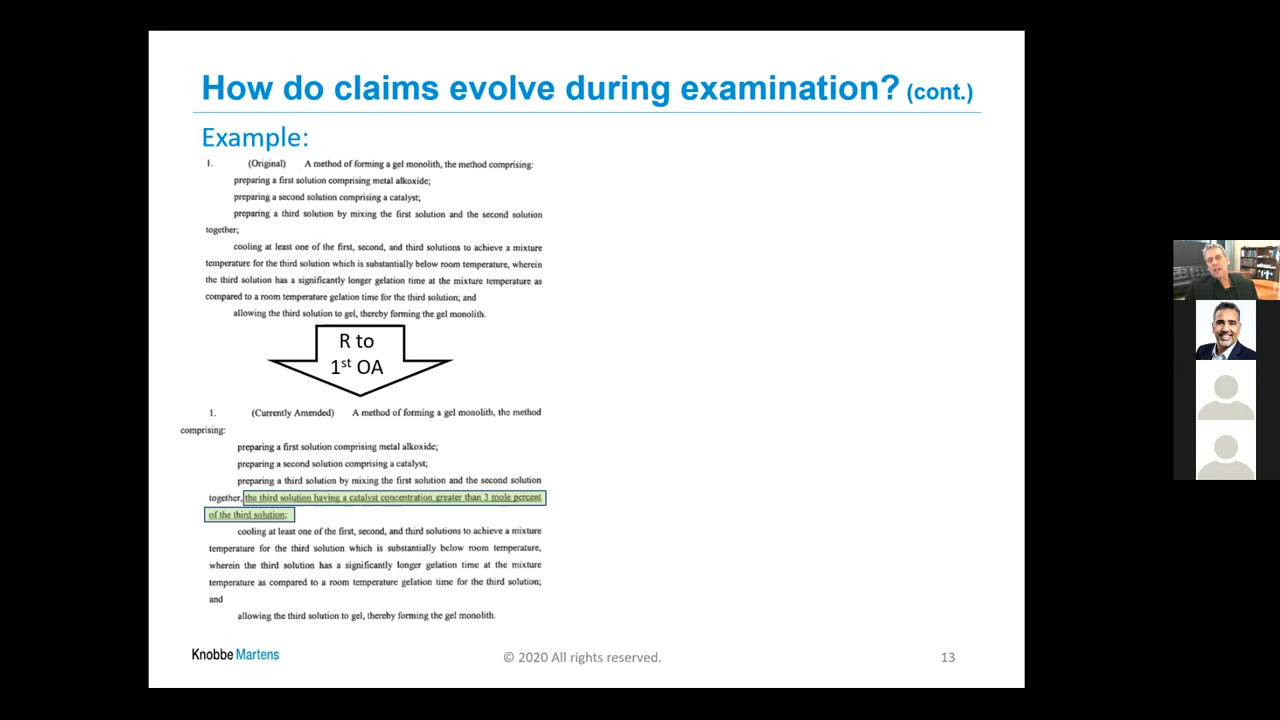 How do claims evolve during examination? (cont.)
Example:
1. (Original) A method of forming a gel monolith, the method comprising:
preparing a first solution comprising metal alkoxide;
preparing a second solution comprising a catalyst;
preparing a third solution by mixing the first solution and the second solution
together;
cooling at least one of the first, second, and third solutions to achieve a mixture
temperature for the third solution which is substantially below room temperature, wherein
the third solution has a significantly longer gelation time at the mixture temperature as
compared to a room temperature gelation time for the third solution; and
allowing the third solution to gel, thereby forming the gel monolith.
R to
1st OA
1. (Currently Amended) A method of forming a gel monolith, the method
comprising:
preparing a first solution comprising metal alkoxide;
preparing a second solution comprising a catalyst;
preparing a third solution by mixing the first solution and the second solution
together, the third solution having a catalyst concentration greater than 3 mole percent
of the third solution;
cooling at least one of the first, second, and third solutions to achieve a mixture
temperature for the third solution which is substantially below room temperature,
wherein the third solution has a significantly longer gelation time at the mixture
temperature as compared to a room temperature gelation time for the third solution;
and
allowing the third solution to gel, thereby forming the gel monolith.
Knobbe Martens
© 2020 All rights reserved.
13